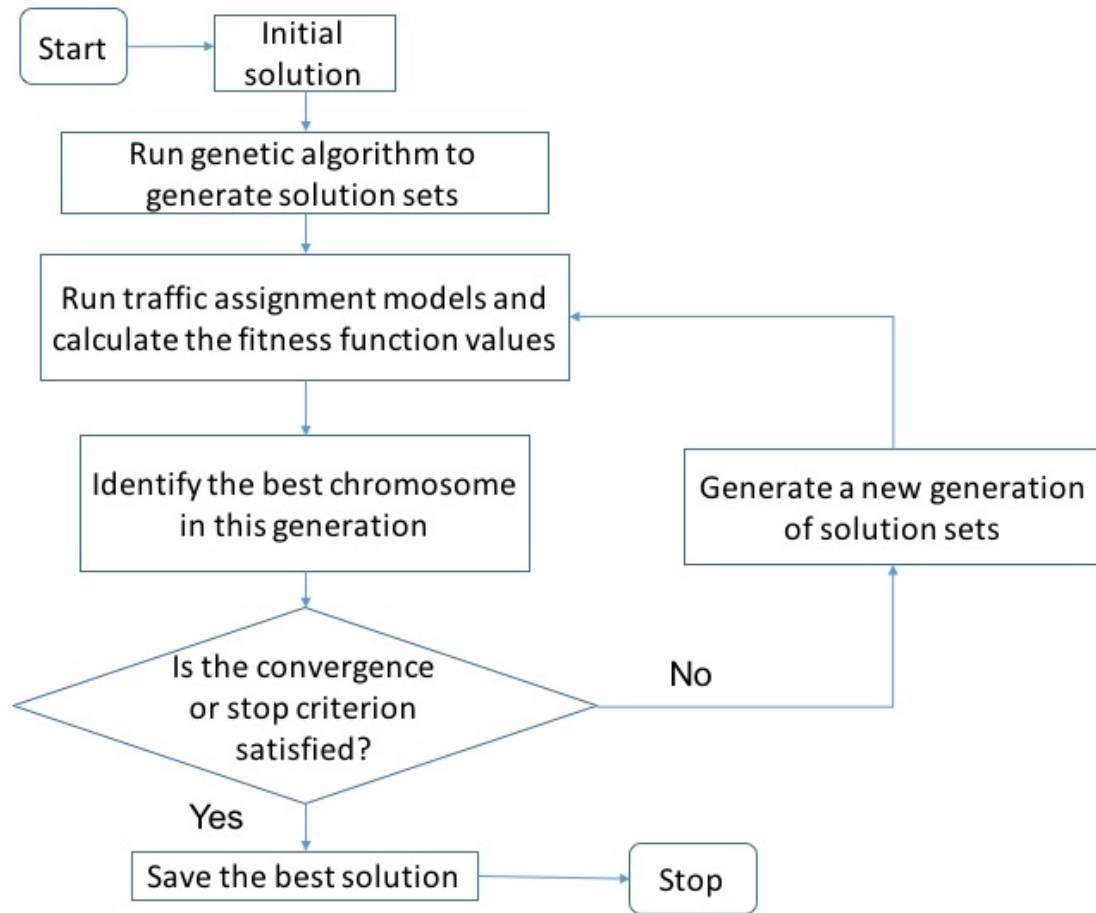 Start
Initial
solution
Run genetic algorithm to
generate solution sets
Run traffic assignment models and
calculate the fitness function values
Identify the best chromosome
in this generation
Generate a new generation
of solution sets
Is the convergence
or stop criterion
satisfied?
No
Yes
Save the best solution
Stop